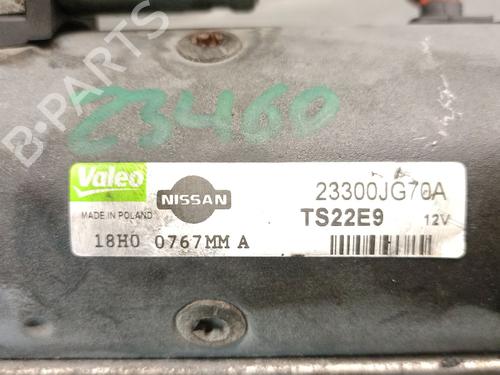 23460
B-PARTS
Valeo
NISSAN
23300JG70A
MADE IN POLAND
TS22E9
12V
18H0 0767MM A